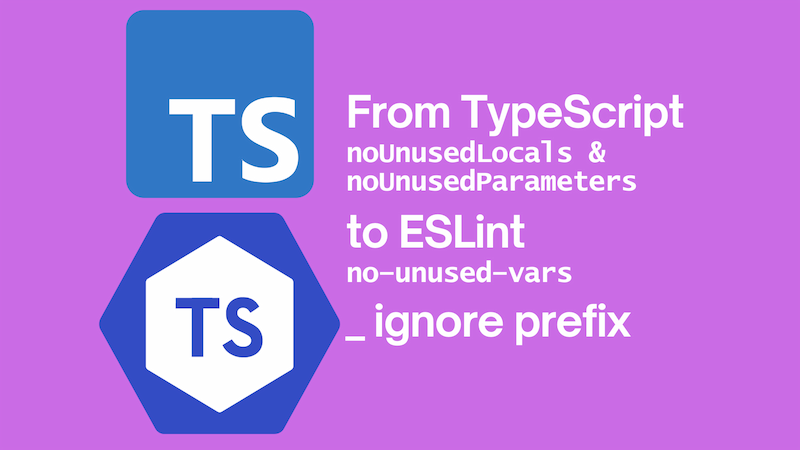 TS
From TypeScript
noUnusedLocals &
noUnusedParameters
TS
to ESLint
no-unused-vars
_ ignore prefix